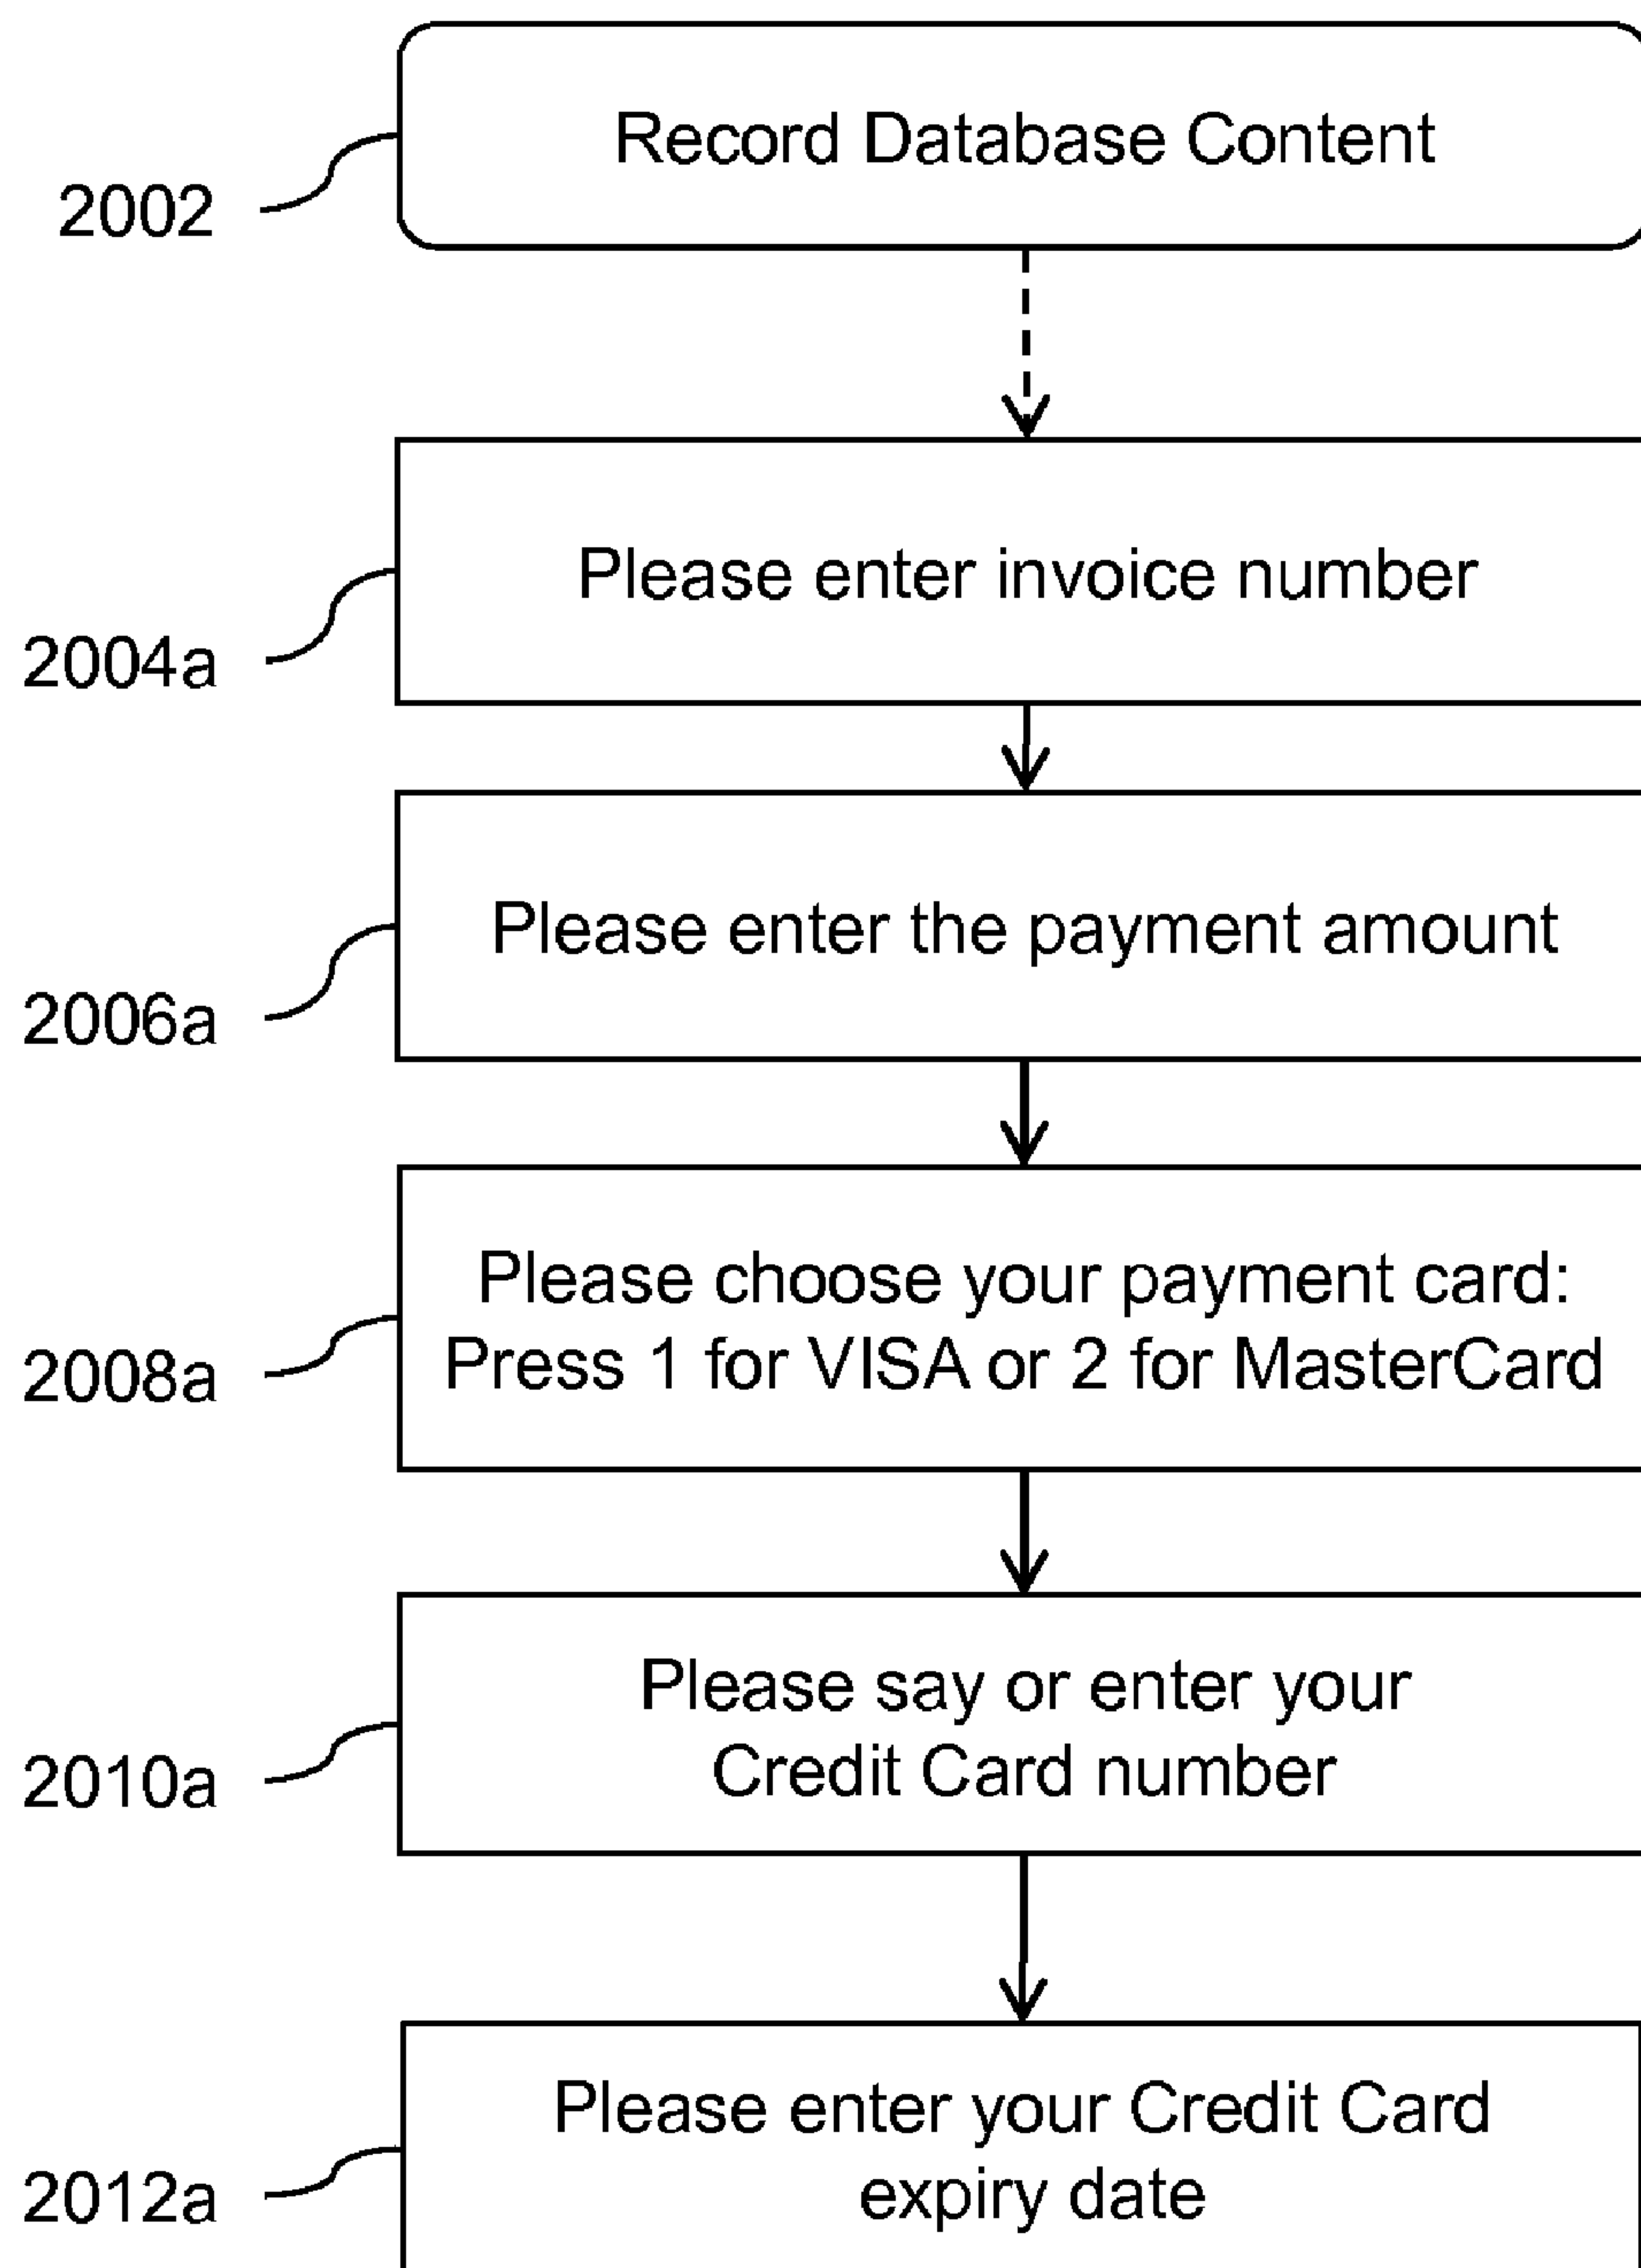 Record Database Content
2002
Please enter invoice number
2004a
Please enter the payment amount
2006a
Please choose your payment card:
Press 1 for VISA or 2 for MasterCard
2008a
Please say or enter your
Credit Card number
2010a
Please enter your Credit Card
expiry date
2012a